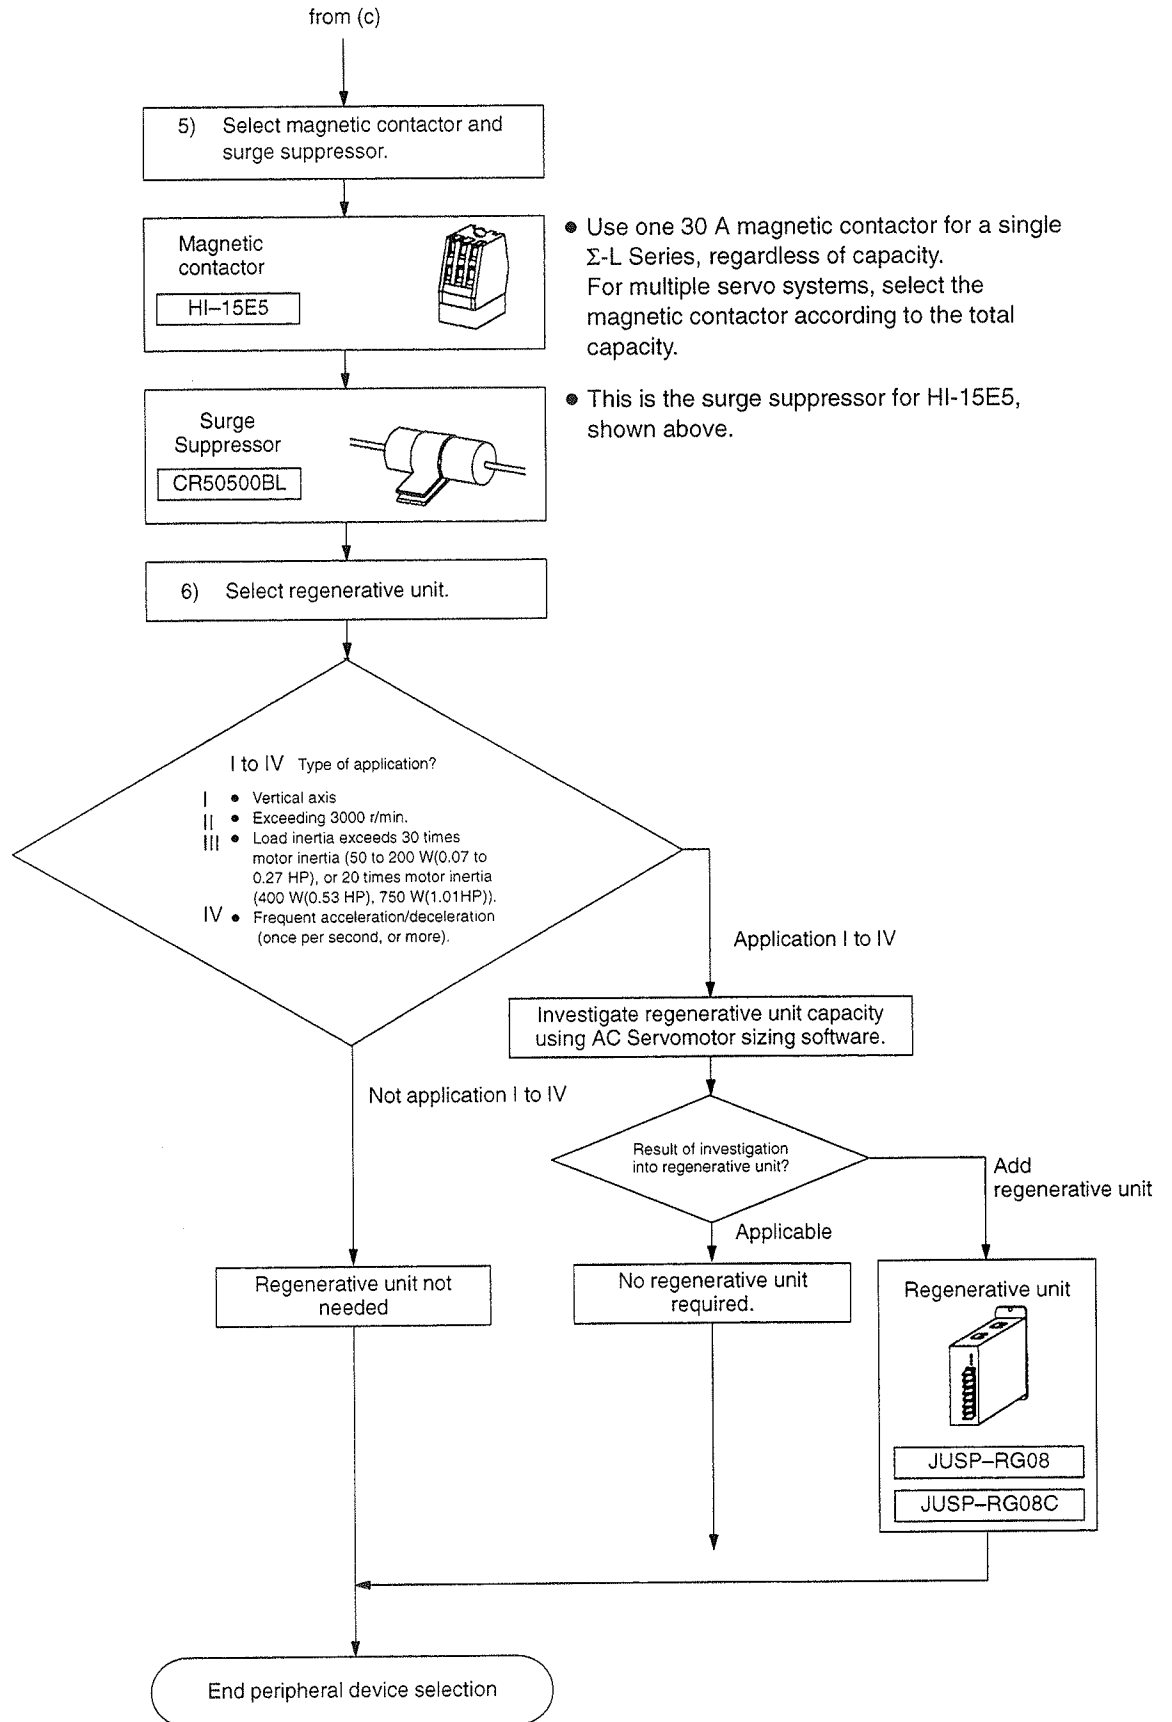 from (c)
5) Select magnetic contactor and
surge suppressor.
Magnetic
contactor
HI–15E5
● Use one 30 A magnetic contactor for a single
Σ-L Series, regardless of capacity.
For multiple servo systems, select the
magnetic contactor according to the total
capacity.
Surge
Suppressor
CR50500BL
● This is the surge suppressor for HI-15E5,
shown above.
6) Select regenerative unit.
I to IV Type of application?
I ● Vertical axis
II ● Exceeding 3000 r/min.
III ● Load inertia exceeds 30 times
motor inertia (50 to 200 W(0.07 to
0.27 HP), or 20 times motor inertia
(400 W(0.53 HP), 750 W(1.01HP)).
IV ● Frequent acceleration/deceleration
(once per second, or more).
Application I to IV
Investigate regenerative unit capacity
using AC Servomotor sizing software.
Not application I to IV
Result of investigation
into regenerative unit?
Add
regenerative unit
Applicable
Regenerative unit not
needed
No regenerative unit
required.
Regenerative unit
JUSP–RG08
JUSP–RG08C
End peripheral device selection